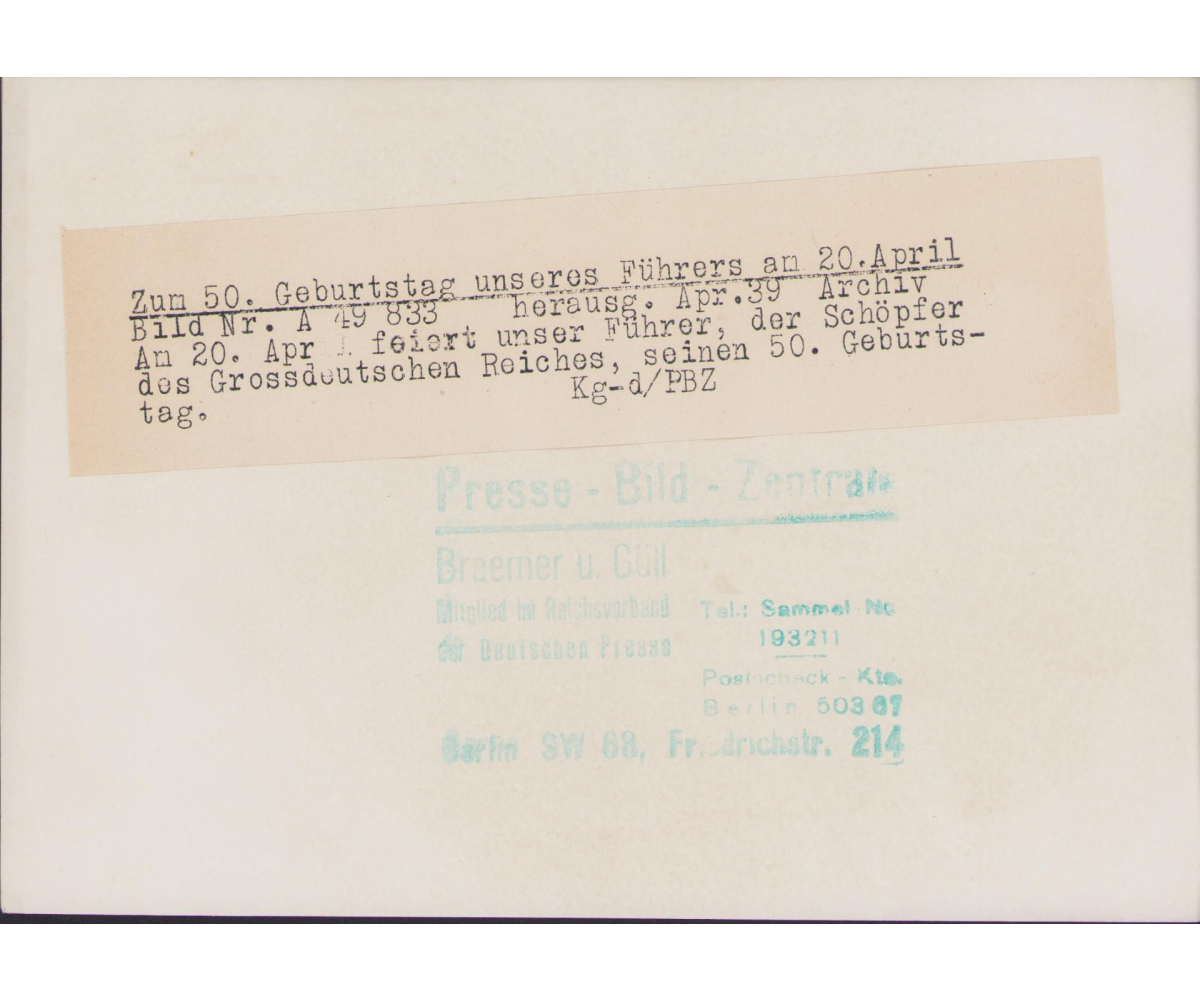 Zum 50. Geburtstag unseres Führers am 20.April
Bild Nr. A 49 833 herausg. Apr.39 Archiv
Am 20. Apr l feiert unser Führer, der Schöpfer
des Grossdeutschen Reiches, seinen 50. Geburts-
tag. Kg-d/PBZ
Presse - Bild - Zentrale
Braemer u. Güll
Mitglied im Reichsverband
der Deutschen Presse
Tel.: Sammel No
193211
Postscheck - Kto.
Berlin 503 67
Berlin SW 68, Friedrichstr. 214